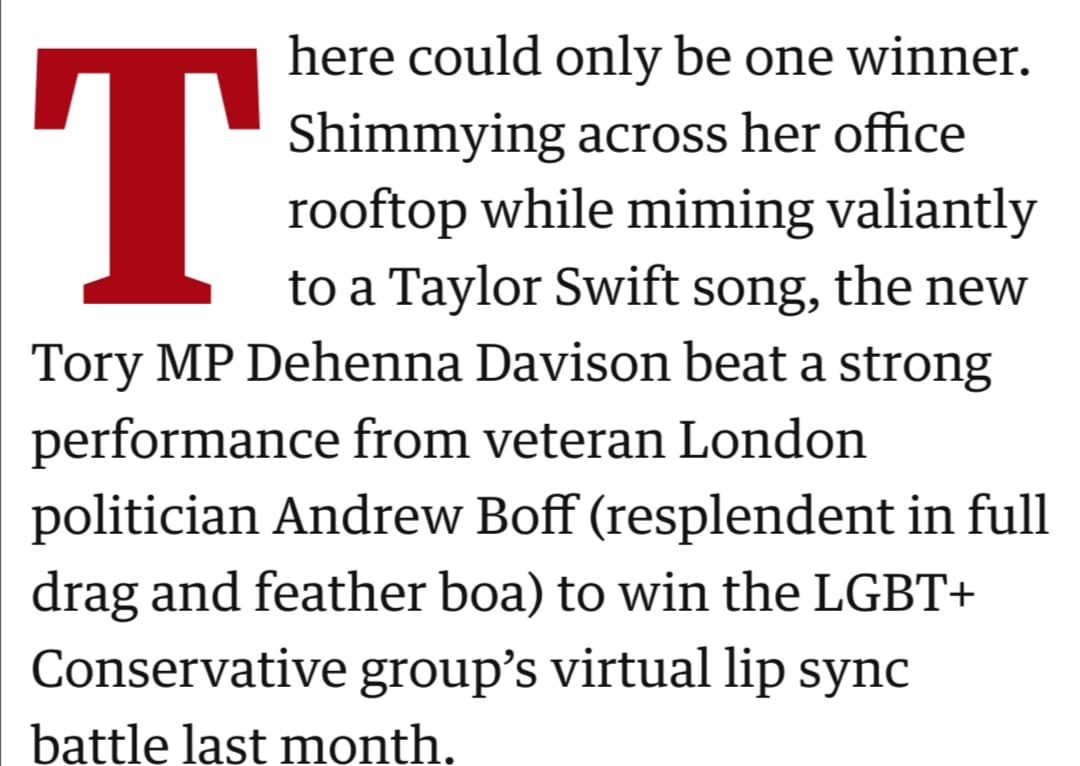 There could only be one winner.
Shimmying across her office
rooftop while miming valiantly
to a Taylor Swift song, the new
Tory MP Dehenna Davison beat a strong
performance from veteran London
politician Andrew Boff (resplendent in full
drag and feather boa) to win the LGBT+
Conservative group’s virtual lip sync
battle last month.